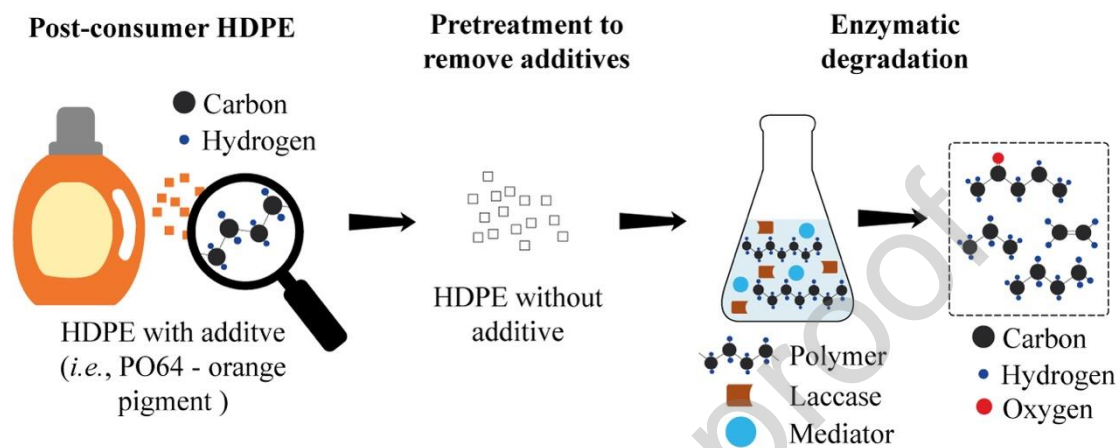 Post-consumer HDPE
Carbon
Hydrogen
HDPE with additve
(i.e., PO64 - orange
pigment )
Pretreatment to
remove additives
HDPE without
additive
Enzymatic
degradation
Polymer
Laccase
Mediator
Carbon
Hydrogen
Oxygen
proof